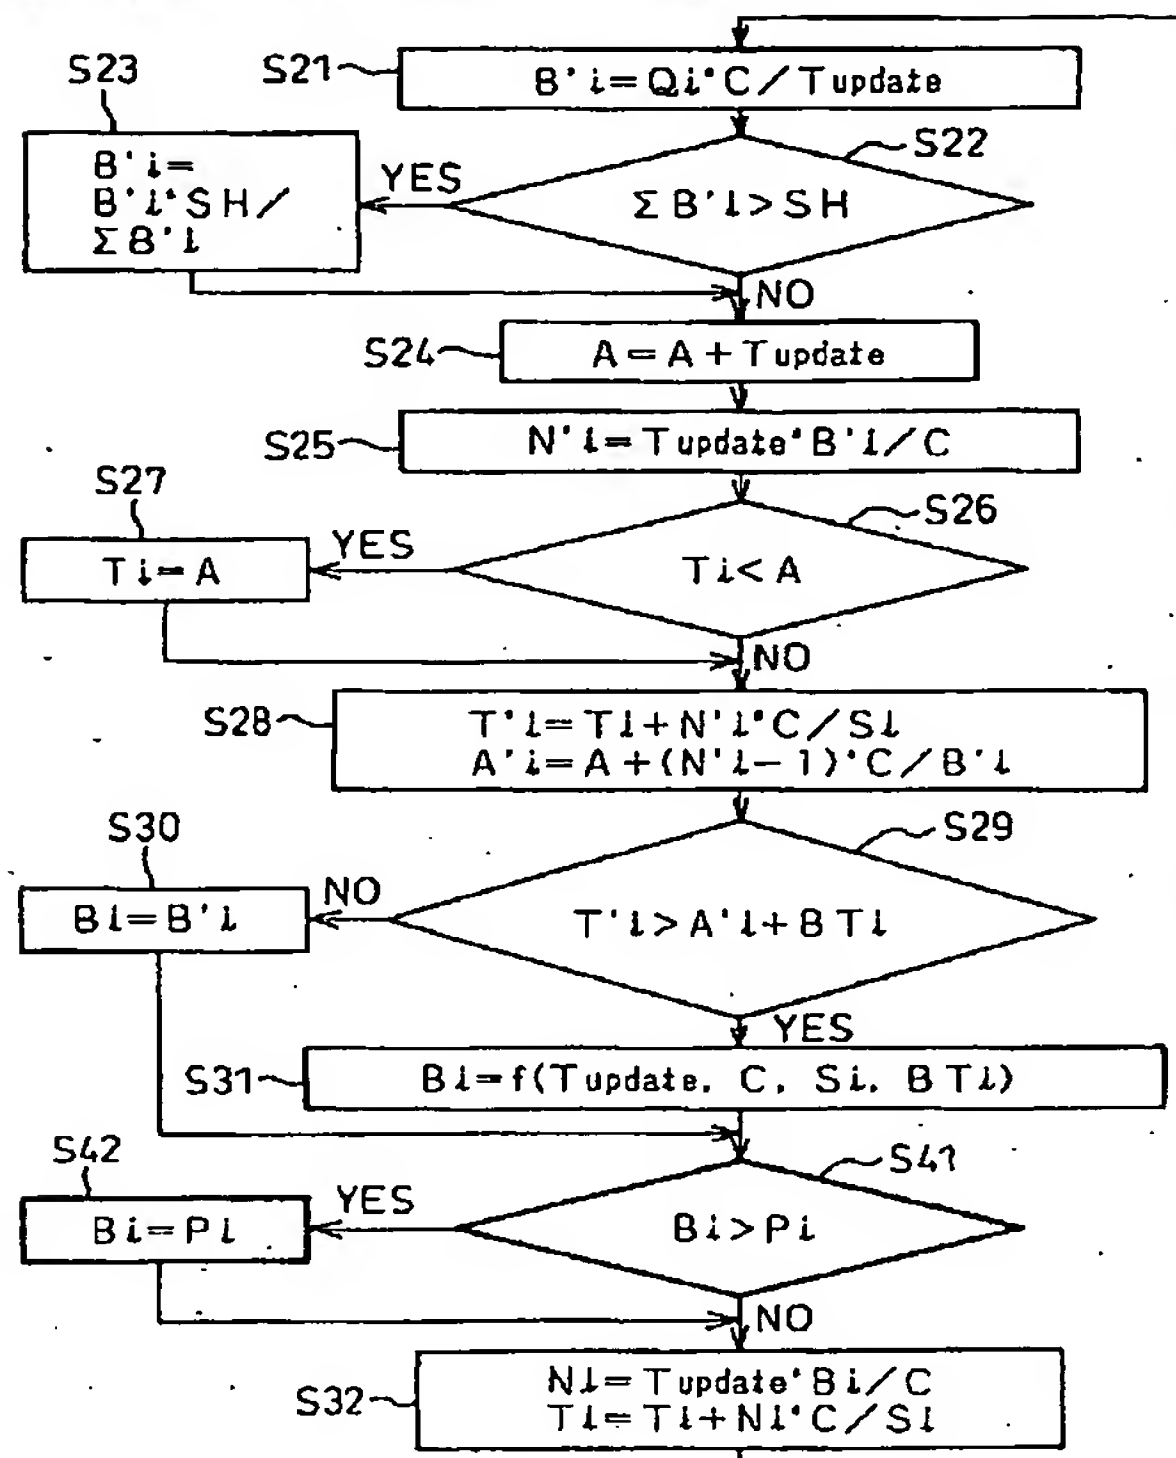 S21
B'i=Qi·C/Tupdate
S22
ΣB'i>SH
YES
S23
B'i=
B'i·SH/
ΣB'i
NO
S24
A=A+Tupdate
S25
N'i=Tupdate·B'i/C
S26
Ti<A
YES
S27
Ti=A
NO
S28
T'i=Ti+N'i·C/Si
A'i=A+(N'i-1)·C/B'i
S29
T'i>A'i+BTi
NO
S30
Bi=B'i
YES
S31
Bi=f(Tupdate, C, Si, BTi)
S41
Bi>Pi
YES
S42
Bi=Pi
NO
S32
Ni=Tupdate·Bi/C
Ti=Ti+Ni·C/Si